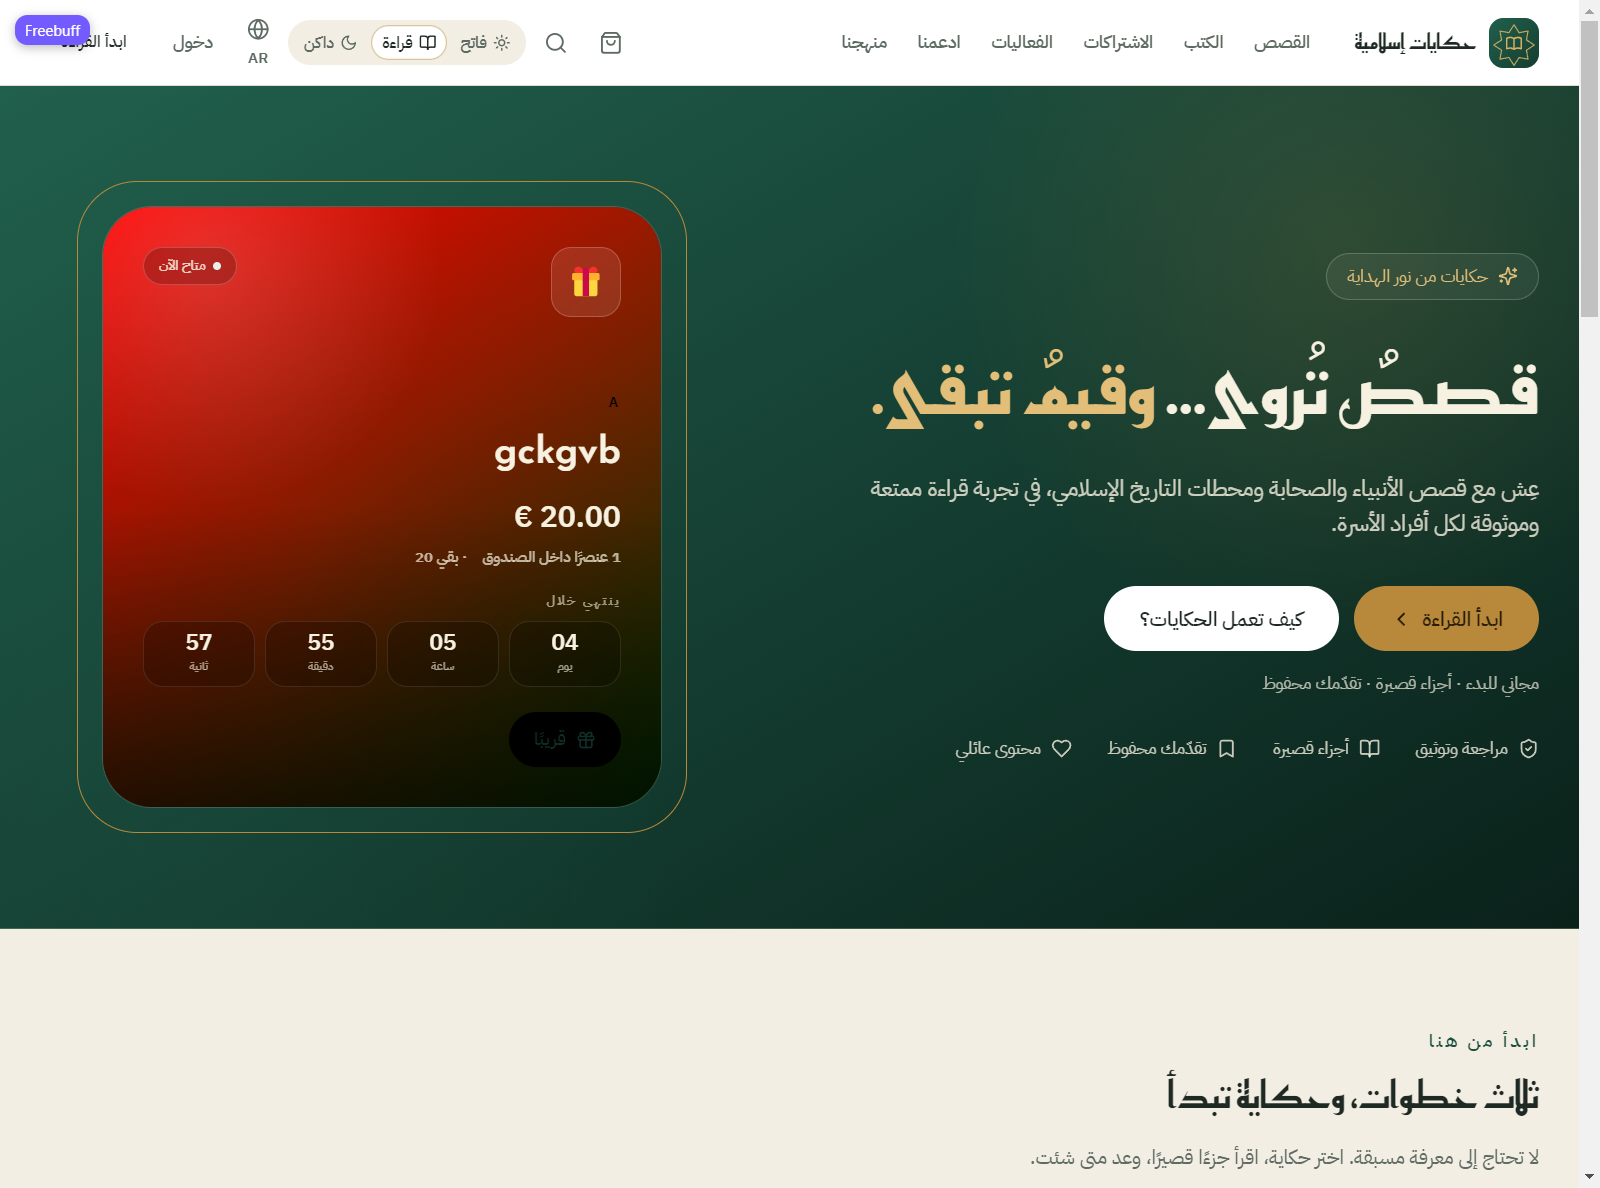 حكايات إسلامية
القصص
الكتب
الاشتراكات
الفعاليات
ادعمنا
منهجنا
فاتح
قراءة
داكن
AR
دخول
ابدأ القراءة
Freebuff
حكايات من نور الهداية
قصصٌ تُروى... وقيمٌ تبقى.
عِش مع قصص الأنبياء والصحابة ومحطات التاريخ الإسلامي، في تجربة قراءة ممتعة
وموثوقة لكل أفراد الأسرة.
ابدأ القراءة
كيف تعمل الحكايات؟
مجاني للبدء · أجزاء قصيرة · تقدّمك محفوظ
مراجعة وتوثيق
أجزاء قصيرة
تقدّمك محفوظ
محتوى عائلي
متاح الآن
A
gckgvb
€ 20.00
1 عنصرًا داخل الصندوق · بقي 20
ينتهي خلال
04 يوم
05 ساعة
55 دقيقة
57 ثانية
قريبًا
ابدأ من هنا
ثلاث خطوات، وحكايةٌ تبدأ
لا تحتاج إلى معرفة مسبقة. اختر حكاية، اقرأ جزءًا قصيرًا، وعد متى شئت.